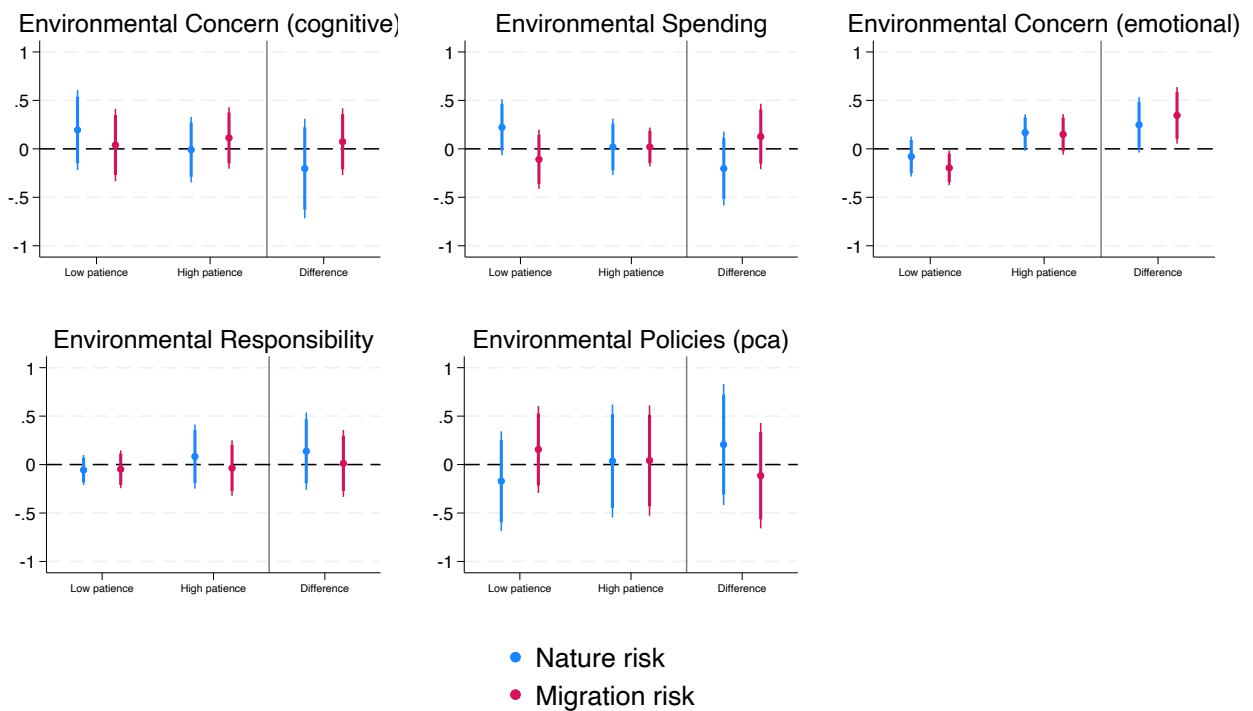 Environmental Concern (cognitive)
1
.5
0
-.5
-1
Low patience High patience Difference
Environmental Spending
1
.5
0
-.5
-1
Low patience High patience Difference
Environmental Concern (emotional)
1
.5
0
-.5
-1
Low patience High patience Difference
Environmental Responsibility
1
.5
0
-.5
-1
Low patience High patience Difference
Environmental Policies (pca)
1
.5
0
-.5
-1
Low patience High patience Difference
Nature risk
Migration risk